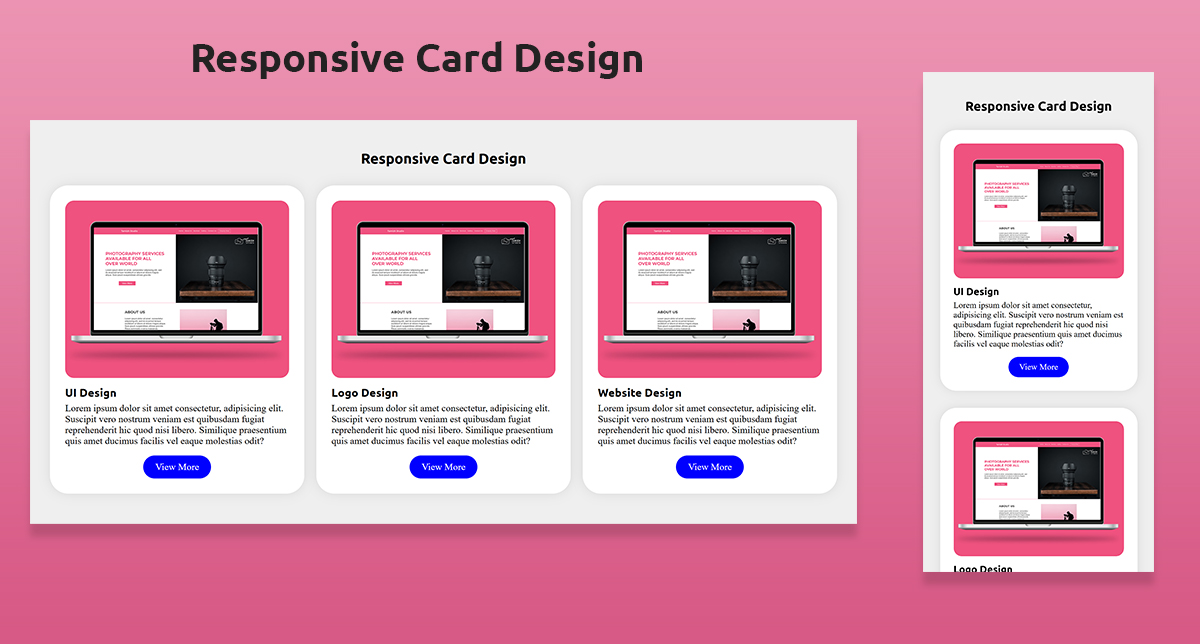 Responsive Card Design
Responsive Card Design
PHOTOGRAPHY SERVICES
AVAILABLE FOR ALL
OVER WORLD
ABOUT US
UI Design
Lorem ipsum dolor sit amet consectetur, adipisicing elit.
Suscipit vero nostrum veniam est quibusdam fugiat
reprehenderit hic quod nisi libero. Similique praesentium
quis amet ducimus facilis vel eaque molestias odit?
View More
PHOTOGRAPHY SERVICES
AVAILABLE FOR ALL
OVER WORLD
ABOUT US
Logo Design
Lorem ipsum dolor sit amet consectetur, adipisicing elit.
Suscipit vero nostrum veniam est quibusdam fugiat
reprehenderit hic quod nisi libero. Similique praesentium
quis amet ducimus facilis vel eaque molestias odit?
View More
PHOTOGRAPHY SERVICES
AVAILABLE FOR ALL
OVER WORLD
ABOUT US
Website Design
Lorem ipsum dolor sit amet consectetur, adipisicing elit.
Suscipit vero nostrum veniam est quibusdam fugiat
reprehenderit hic quod nisi libero. Similique praesentium
quis amet ducimus facilis vel eaque molestias odit?
View More
Responsive Card Design
PHOTOGRAPHY SERVICES
AVAILABLE FOR ALL
OVER WORLD
ABOUT US
UI Design
Lorem ipsum dolor sit amet consectetur,
adipisicing elit. Suscipit vero nostrum veniam est
quibusdam fugiat reprehenderit hic quod nisi
libero. Similique praesentium quis amet ducimus
facilis vel eaque molestias odit?
View More
PHOTOGRAPHY SERVICES
AVAILABLE FOR ALL
OVER WORLD
ABOUT US
Logo Design